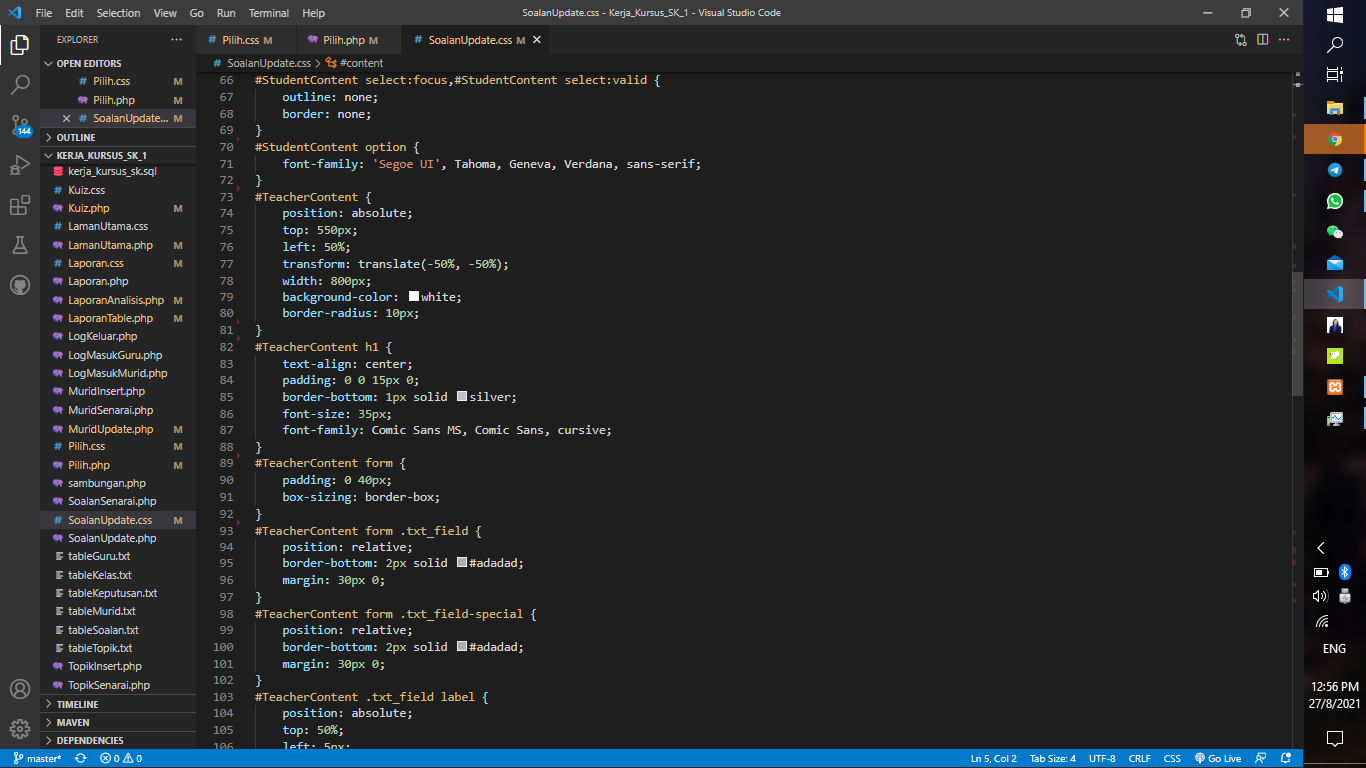 File Edit Selection View Go Run Terminal Help SoalanUpdate.css - Kerja_Kursus_SK_1 - Visual Studio Code
EXPLORER
OPEN EDITORS
Pilih.css M
Pilih.php M
SoalanUpdate... M
OUTLINE
KERJA_KURSUS_SK_1
kerja_kursus_sk.sql
Kuiz.css
Kuiz.php M
LamanUtama.css
LamanUtama.php M
Laporan.css M
Laporan.php
LaporanAnalisis.php M
LaporanTable.php M
LogKeluar.php
LogMasukGuru.php
LogMasukMurid.php
MuridInsert.php
MuridSenarai.php
MuridUpdate.php M
Pilih.css M
Pilih.php M
sambungan.php
SoalanSenarai.php
SoalanUpdate.css M
SoalanUpdate.php
tableGuru.txt
tableKelas.txt
tableKeputusan.txt
tableMurid.txt
tableSoalan.txt
tableTopik.txt
TopikInsert.php
TopikSenarai.php
TIMELINE
MAVEN
DEPENDENCIES
144
Pilih.css M Pilih.php M SoalanUpdate.css M
SoalanUpdate.css > #content
66 #StudentContent select:focus,#StudentContent select:valid {
67 outline: none;
68 border: none;
69 }
70 #StudentContent option {
71 font-family: 'Segoe UI', Tahoma, Geneva, Verdana, sans-serif;
72 }
73 #TeacherContent {
74 position: absolute;
75 top: 550px;
76 left: 50%;
77 transform: translate(-50%, -50%);
78 width: 800px;
79 background-color: white;
80 border-radius: 10px;
81 }
82 #TeacherContent h1 {
83 text-align: center;
84 padding: 0 0 15px 0;
85 border-bottom: 1px solid silver;
86 font-size: 35px;
87 font-family: Comic Sans MS, Comic Sans, cursive;
88 }
89 #TeacherContent form {
90 padding: 0 40px;
91 box-sizing: border-box;
92 }
93 #TeacherContent form .txt_field {
94 position: relative;
95 border-bottom: 2px solid #adadad;
96 margin: 30px 0;
97 }
98 #TeacherContent form .txt_field-special {
99 position: relative;
100 border-bottom: 2px solid #adadad;
101 margin: 30px 0;
102 }
103 #TeacherContent .txt_field label {
104 position: absolute;
105 top: 50%;
106 left: 5px;
master* 0 0 Ln 5, Col 2 Tab Size: 4 UTF-8 CRLF CSS Go Live
ENG
12:56 PM
27/8/2021